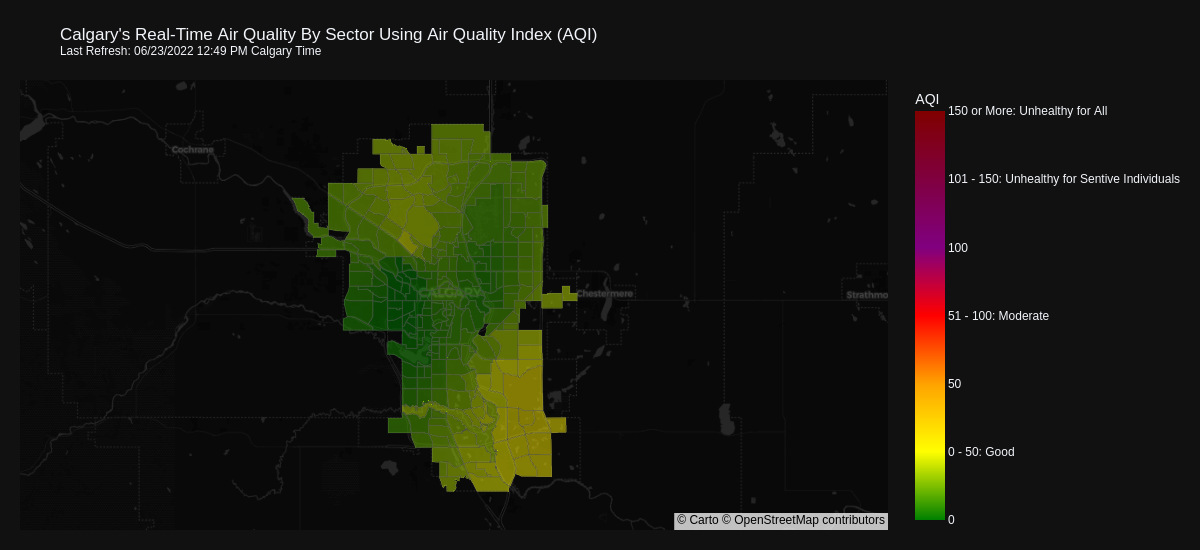 Calgary's Real-Time Air Quality By Sector Using Air Quality Index (AQI)
Last Refresh: 06/23/2022 12:49 PM Calgary Time
AQI
150 or More: Unhealthy for All
101 - 150: Unhealthy for Sentive Individuals
100
51 - 100: Moderate
50
0 - 50: Good
0
Cochrane
CALGARY
Chestermere
Strathmo
© Carto © OpenStreetMap contributors